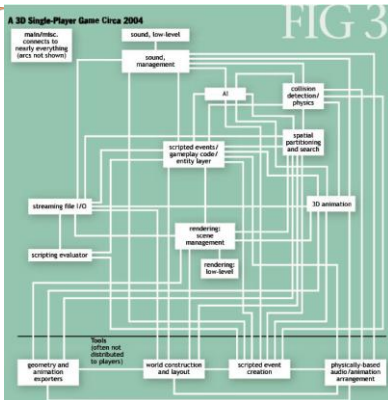 A 3D Single-Player Game Circa 2004
FIG 3
main/misc.
connects to
nearly everything
(arcs not shown)
sound, low-level
sound,
management
AI
collision
detection/
physics
scripted events/
gameplay code/
entity layer
spatial
partitioning
and search
streaming file I/O
3D animation
rendering:
scene
management
scripting evaluator
rendering:
low-level
Tools
(often not
distributed
to players)
geometry and
animation
exporters
world construction
and layout
scripted event
creation
physically-based
audio/animation
arrangement